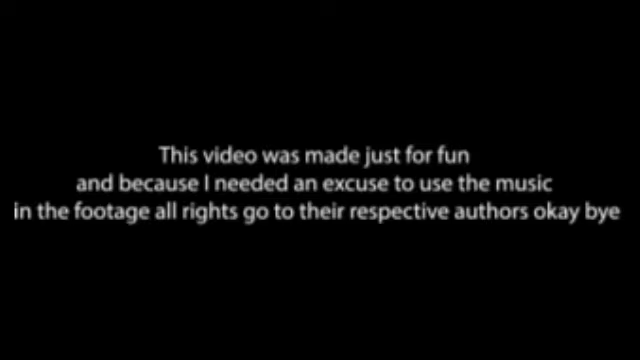 This video was made just for fun
and because I needed an excuse to use the music
in the footage all rights go to their respective authors okay bye